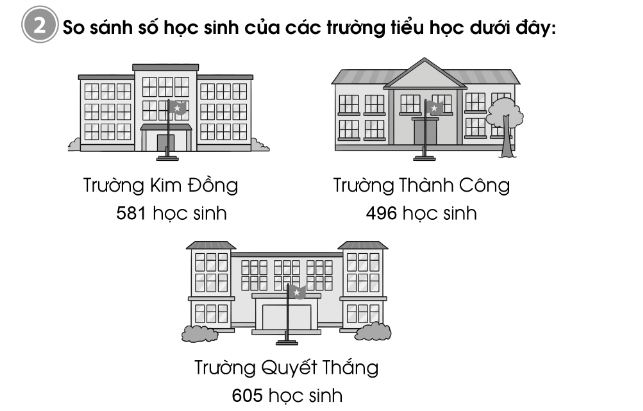 2 So sánh số học sinh của các trường tiểu học dưới đây:
Trường Kim Đồng
581 học sinh
Trường Thành Công
496 học sinh
Trường Quyết Thắng
605 học sinh